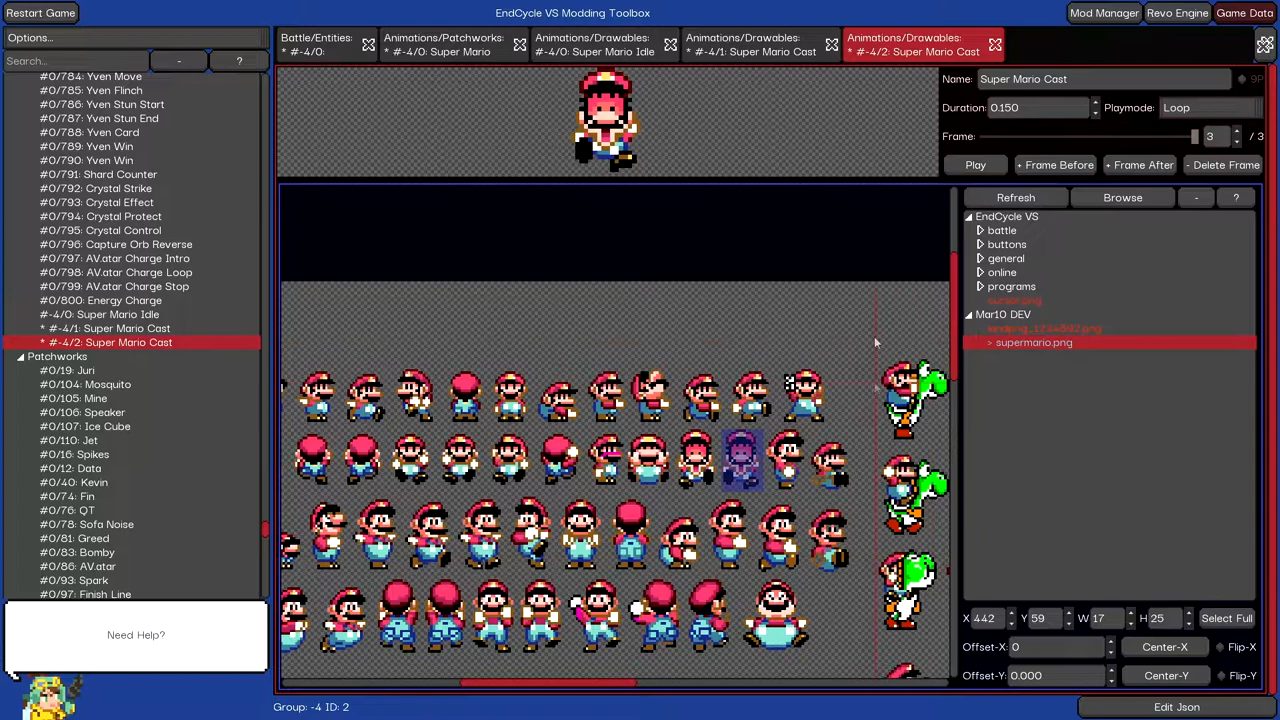 Restart Game
EndCycle VS Modding Toolbox
Mod Manager
Revo Engine
Game Data
Options...
Search...
-
?
Battle/Entities:
* #-4/0:
Animations/Patchworks:
* #-4/0: Super Mario
Animations/Drawables:
* #-4/0: Super Mario Idle
Animations/Drawables:
* #-4/1: Super Mario Cast
Animations/Drawables:
* #-4/2: Super Mario Cast
#0/784: Yven Move
#0/785: Yven Flinch
#0/786: Yven Stun Start
#0/787: Yven Stun End
#0/788: Yven Card
#0/789: Yven Win
#0/790: Yven Win
#0/791: Shard Counter
#0/792: Crystal Strike
#0/793: Crystal Effect
#0/794: Crystal Protect
#0/795: Crystal Control
#0/796: Capture Orb Reverse
#0/797: AV.atar Charge Intro
#0/798: AV.atar Charge Loop
#0/799: AV.atar Charge Stop
#0/800: Energy Charge
#-4/0: Super Mario Idle
* #-4/1: Super Mario Cast
* #-4/2: Super Mario Cast
Patchworks
#0/19: Juri
#0/104: Mosquito
#0/105: Mine
#0/106: Speaker
#0/107: Ice Cube
#0/110: Jet
#0/16: Spikes
#0/12: Data
#0/40: Kevin
#0/74: Fin
#0/76: QT
#0/78: Sofa Noise
#0/81: Greed
#0/83: Bomby
#0/86: AV.atar
#0/93: Spark
#0/97: Finish Line
Need Help?
Name: Super Mario Cast
9P
Duration: 0.150 Playmode: Loop
Frame: 3 / 3
Play
+ Frame Before
+ Frame After
- Delete Frame
Refresh
Browse
-
?
EndCycle VS
battle
buttons
general
online
programs
cursor.png
Mar10 DEV
> supermario.png
X 442 Y 59 W 17 H 25 Select Full
Offset-X: 0 Center-X Flip-X
Offset-Y: 0.000 Center-Y Flip-Y
Group: -4 ID: 2
Edit Json